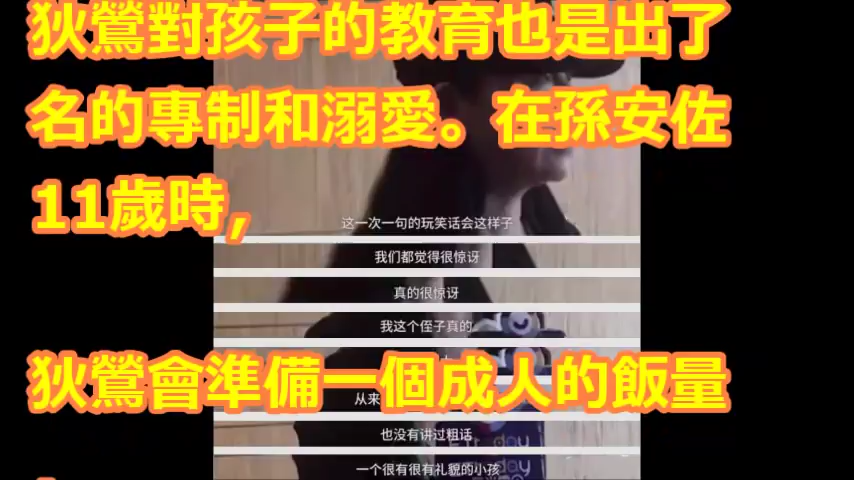 狄鶯對孩子的教育也是出了
名的專制和溺愛。在孫安佐
11歲時，
这一次一句的玩笑话会这样子
我们都觉得很惊讶
真的很惊讶
我这个侄子真的
狄鶯會準備一個成人的飯量
从来
也没有讲过粗话
一个很有很有礼貌的小孩